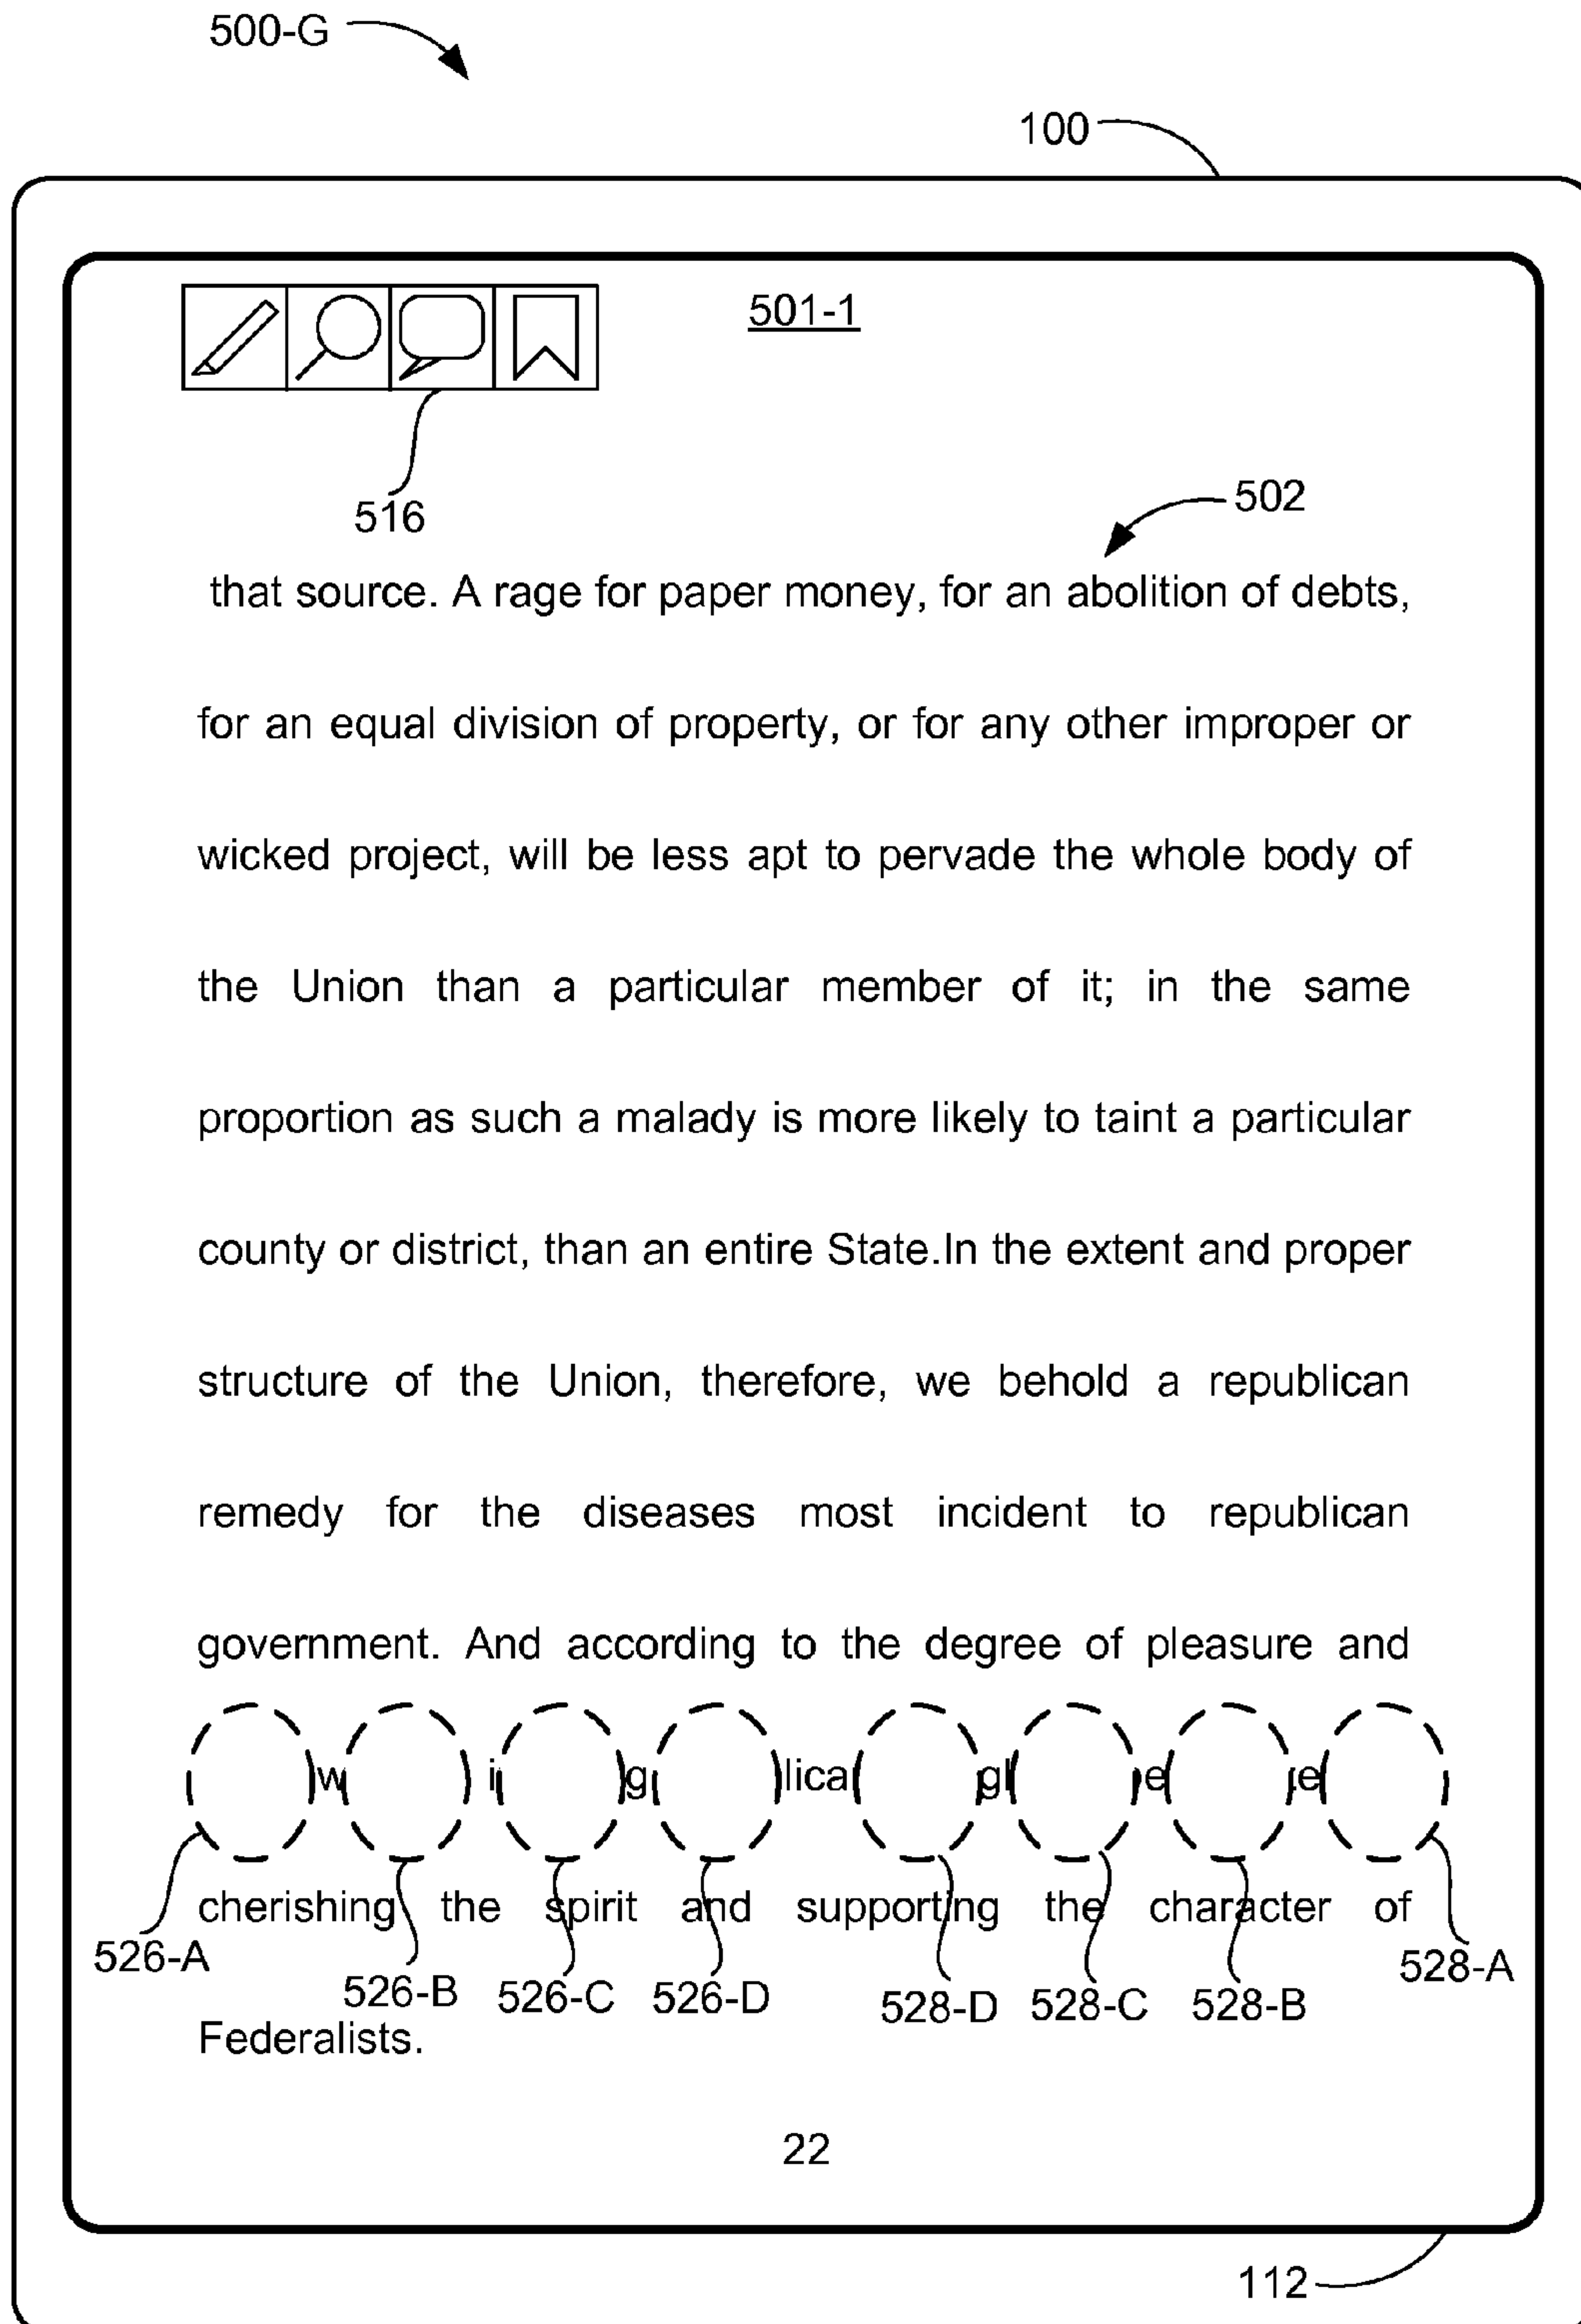 500-G
100
501-1
516
502
that source. A rage for paper money, for an abolition of debts,
for an equal division of property, or for any other improper or
wicked project, will be less apt to pervade the whole body of
the Union than a particular member of it; in the same
proportion as such a malady is more likely to taint a particular
county or district, than an entire State.In the extent and proper
structure of the Union, therefore, we behold a republican
remedy for the diseases most incident to republican
government. And according to the degree of pleasure and
cherishing the spirit and supporting the character of
526-A 526-B 526-C 526-D 528-D 528-C 528-B 528-A
Federalists.
22
112